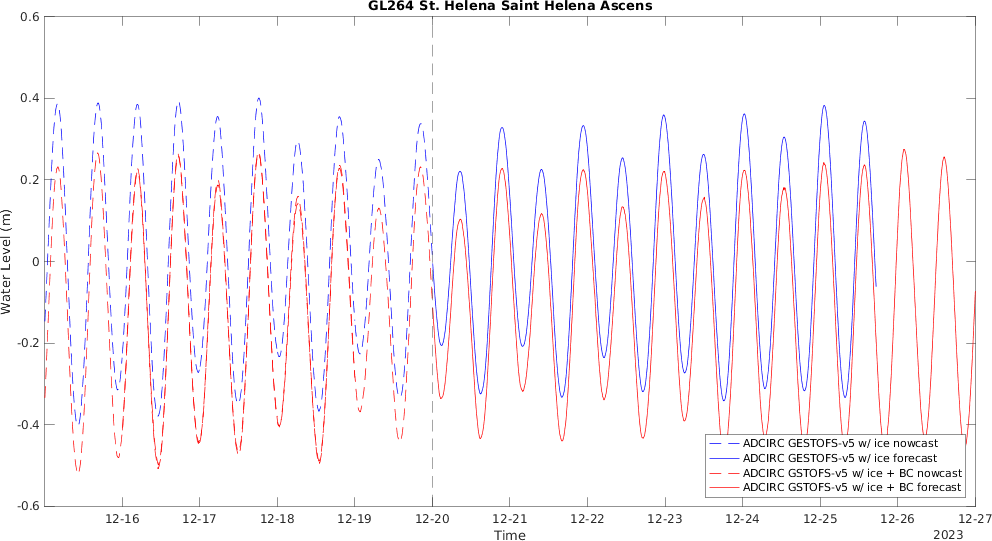 GL264 St. Helena Saint Helena Ascens
0.6
0.4
0.2
0
-0.2
-0.4
-0.6
Water Level (m)
12-16 12-17 12-18 12-19 12-20 12-21 12-22 12-23 12-24 12-25 12-26 12-27
Time
2023
ADCIRC GESTOFS-v5 w/ ice nowcast
ADCIRC GESTOFS-v5 w/ ice forecast
ADCIRC GSTOFS-v5 w/ ice + BC nowcast
ADCIRC GSTOFS-v5 w/ ice + BC forecast